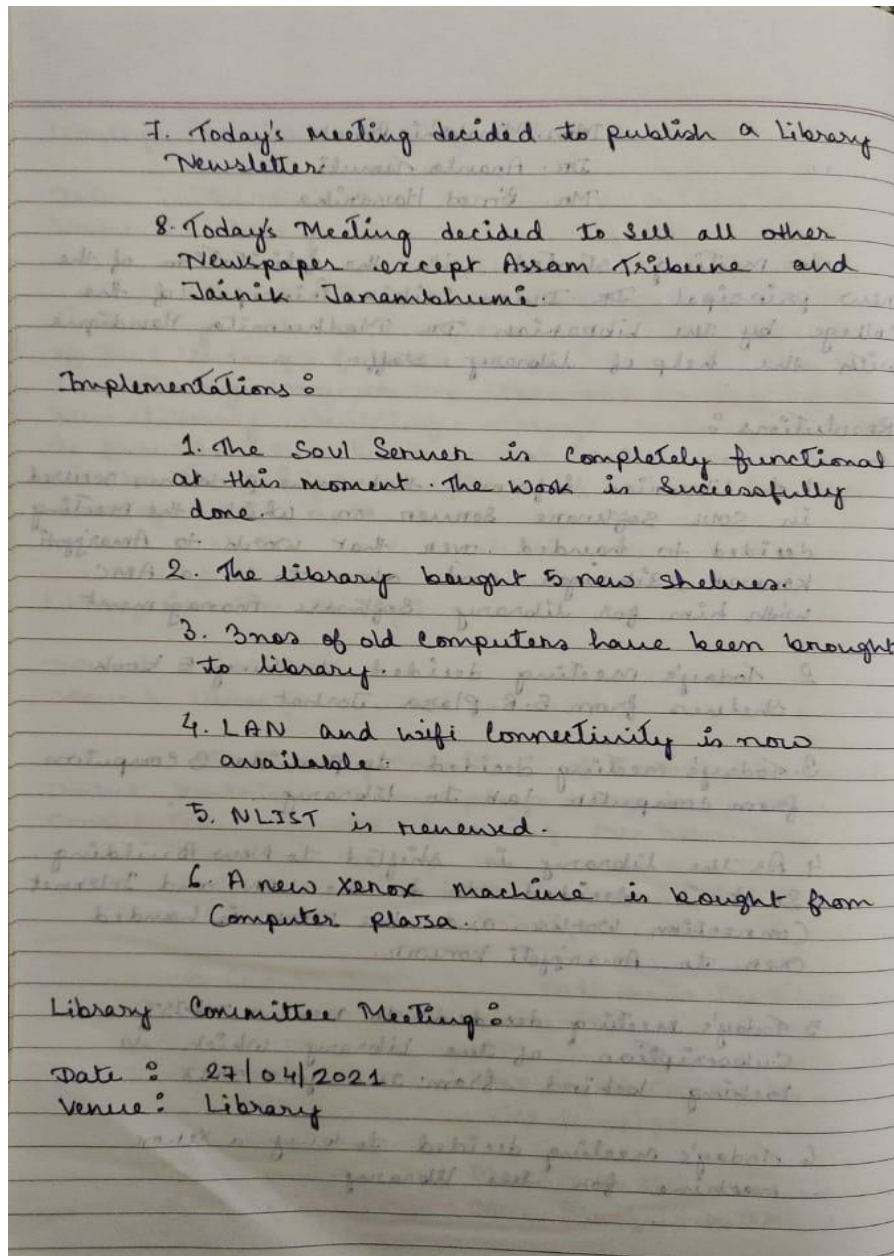 7. Today's Meeting decided to publish a Library
Newsletter.
8. Today's Meeting decided to sell all other
Newspaper except Assam Tribune and
Jainik Janambhumi.
Implementations :
1. The Soul Server is completely functional
at this moment. The work is Successfully
done.
2. The library bought 5 new shelves.
3. 3nos of old computers have been brought
to library.
4. LAN and wifi Connectivity is now
available.
5. NLIST is renewed.
6. A new xenox machine is bought from
Computer plaza.
Library Committee Meeting :
Date : 27/04/2021
Venue : Library